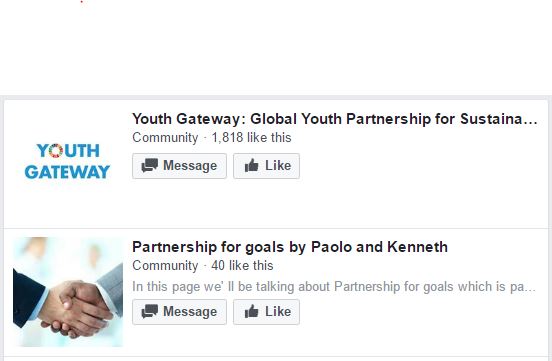 YOUTH
GATEWAY
Youth Gateway: Global Youth Partnership for Sustaina...
Community · 1,818 like this
Message
Like
Partnership for goals by Paolo and Kenneth
Community · 40 like this
In this page we' ll be talking about Partnership for goals which is pa...
Message
Like